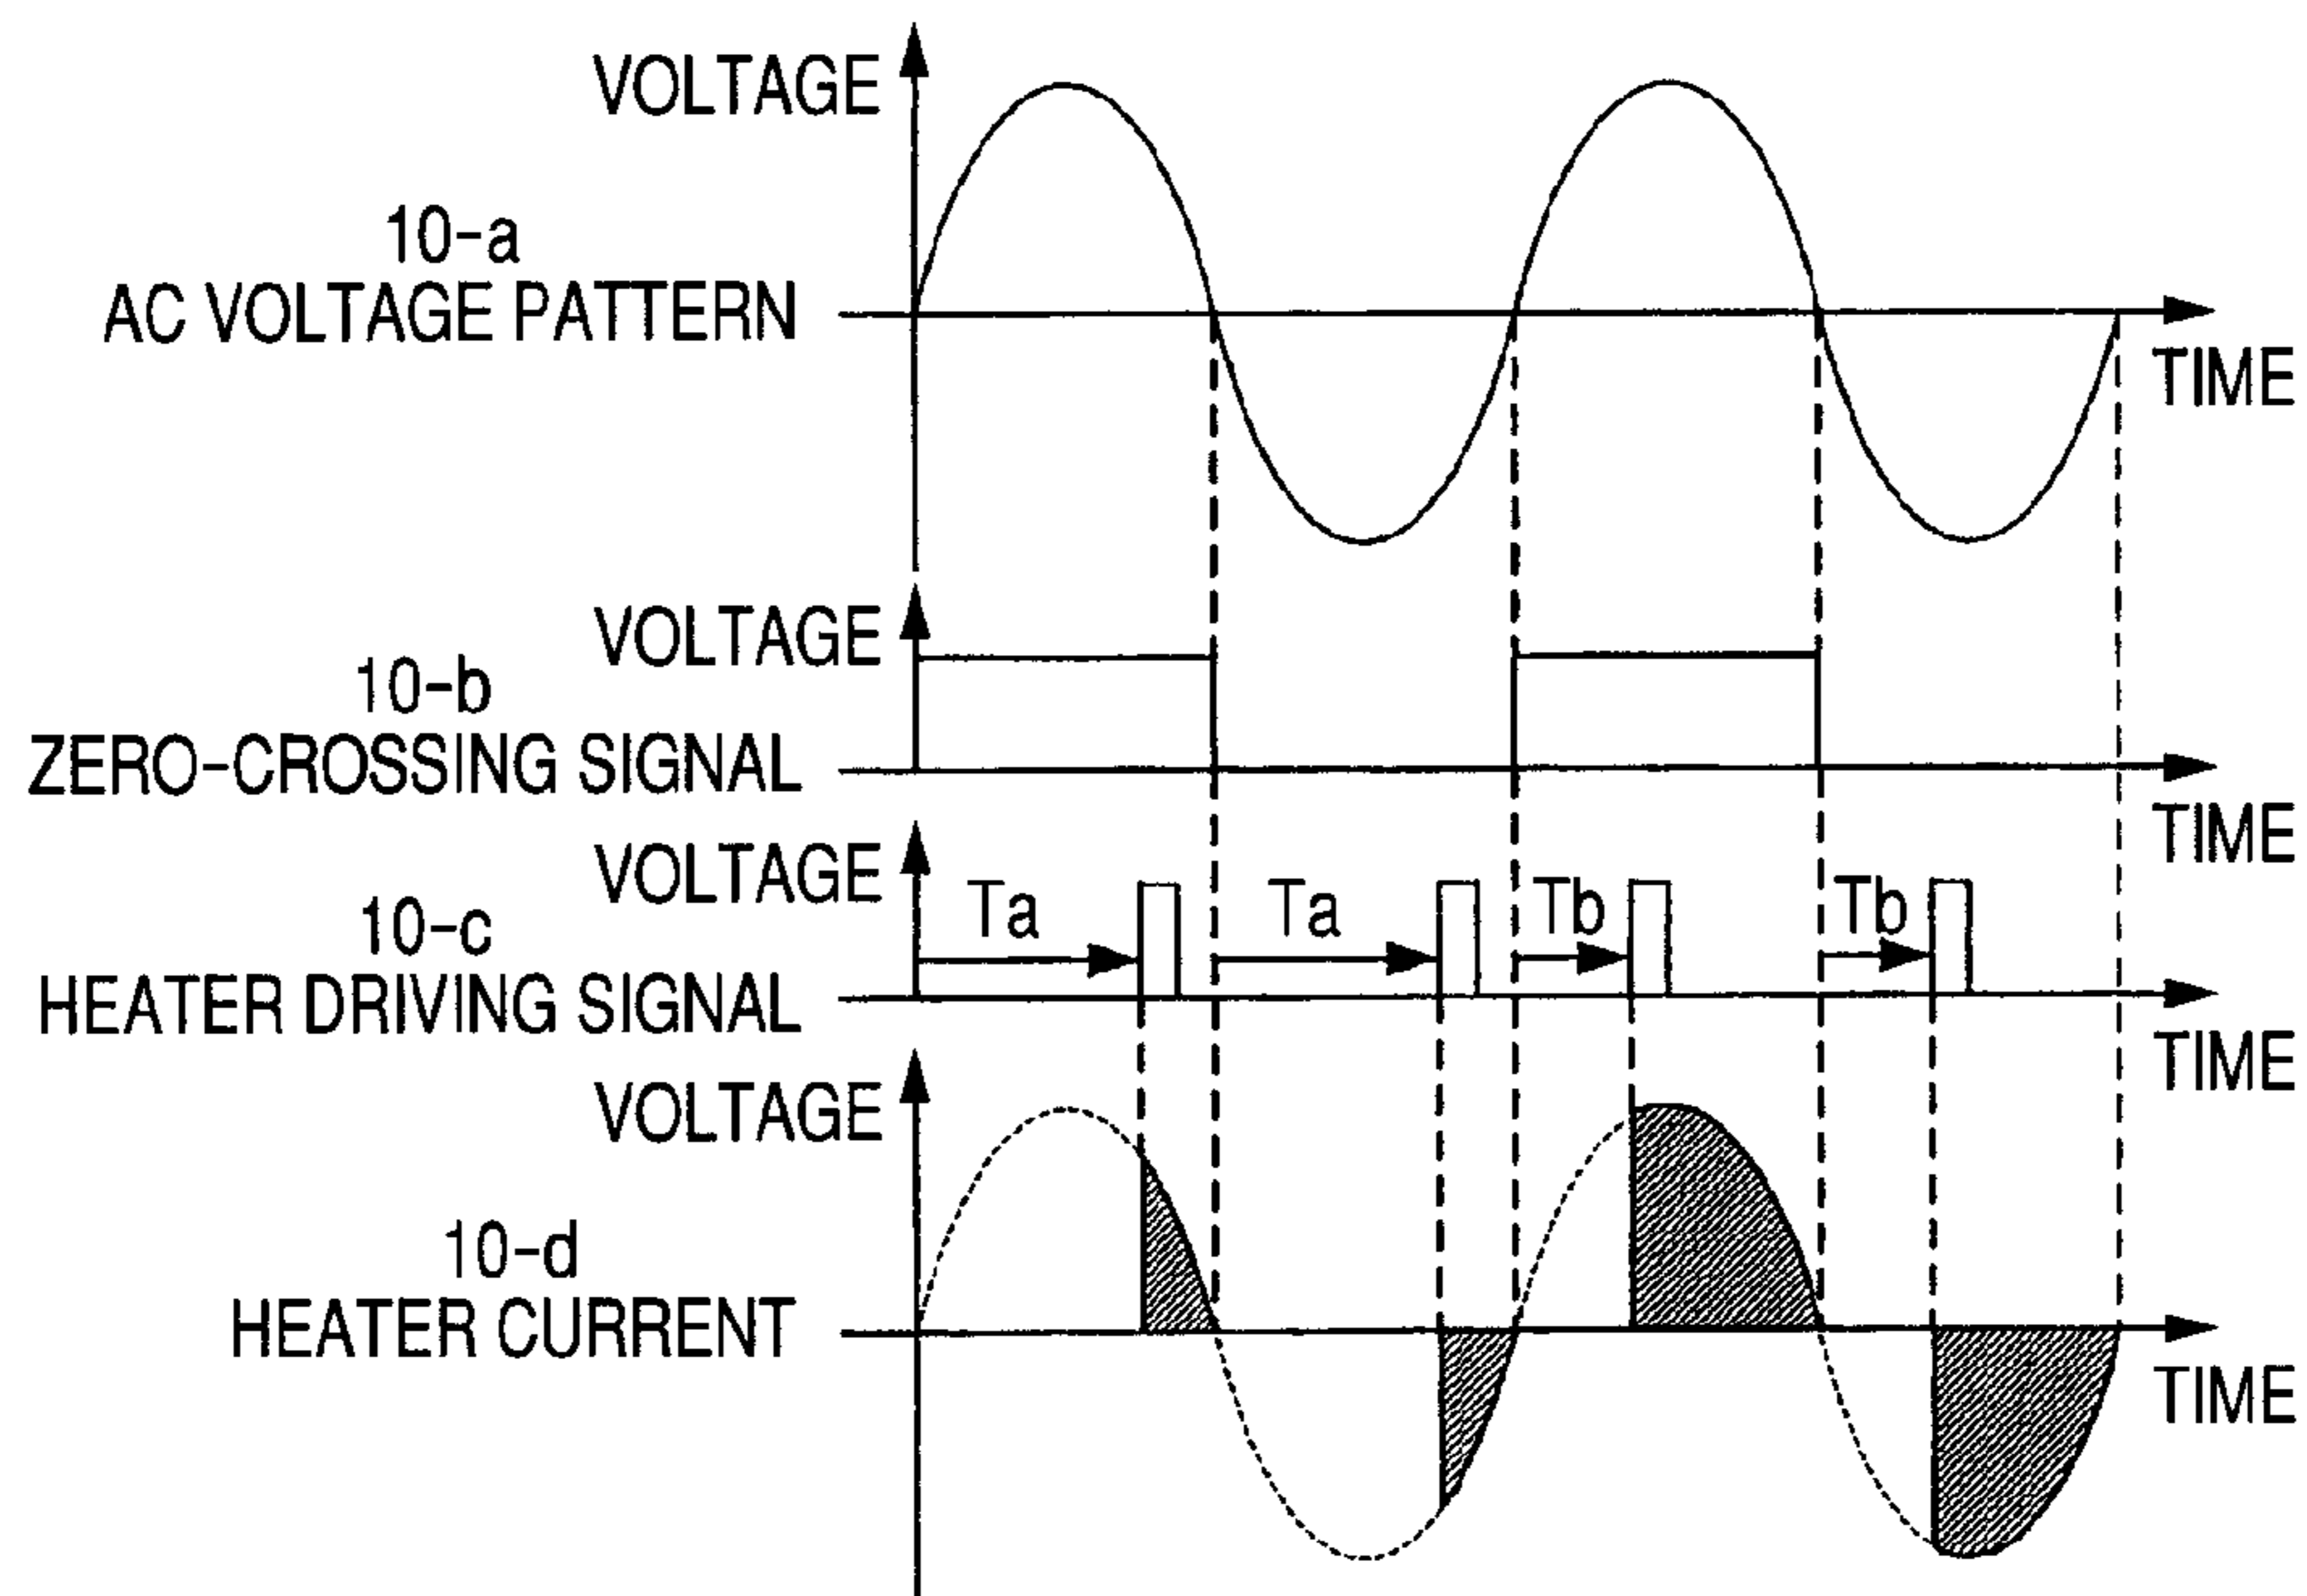 VOLTAGE
10-a
AC VOLTAGE PATTERN
TIME
VOLTAGE
10-b
ZERO-CROSSING SIGNAL
TIME
VOLTAGE
Ta
Ta
Tb
Tb
10-c
HEATER DRIVING SIGNAL
TIME
VOLTAGE
10-d
HEATER CURRENT
TIME